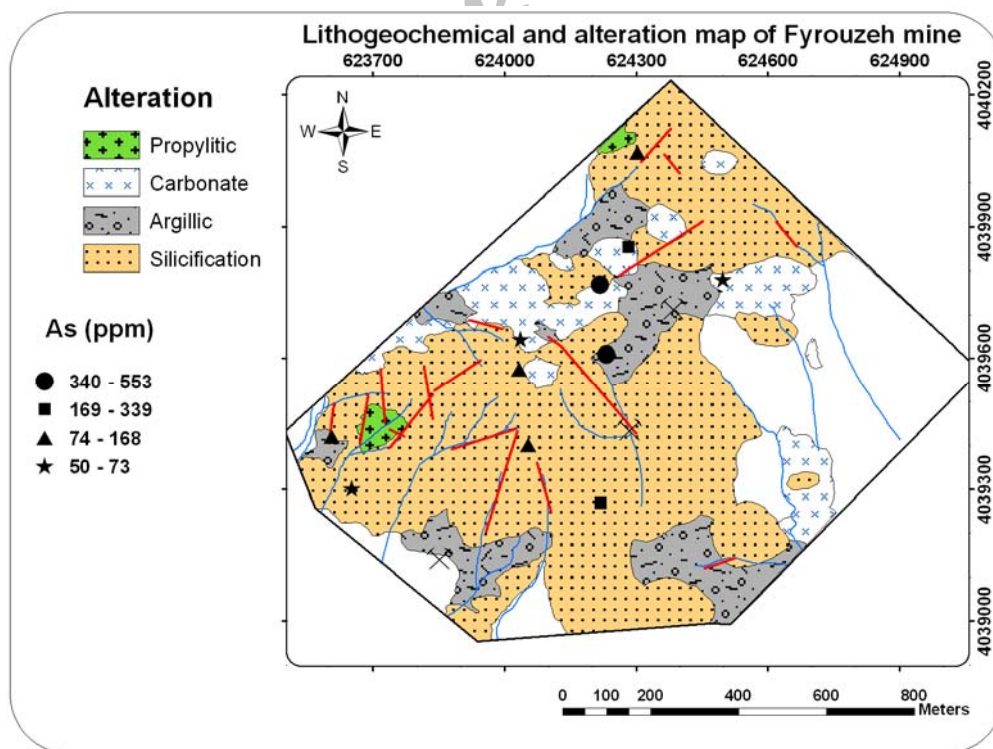 Lithogeochemical and alteration map of Fyrouzeh mine
623700 624000 624300 624600 624900
4040200
4039900
4039600
4039300
4039000
N
W E
S
Alteration
Propylitic
Carbonate
Argillic
Silicification
As (ppm)
340 - 553
169 - 339
74 - 168
50 - 73
0 100 200 400 600 800
Meters